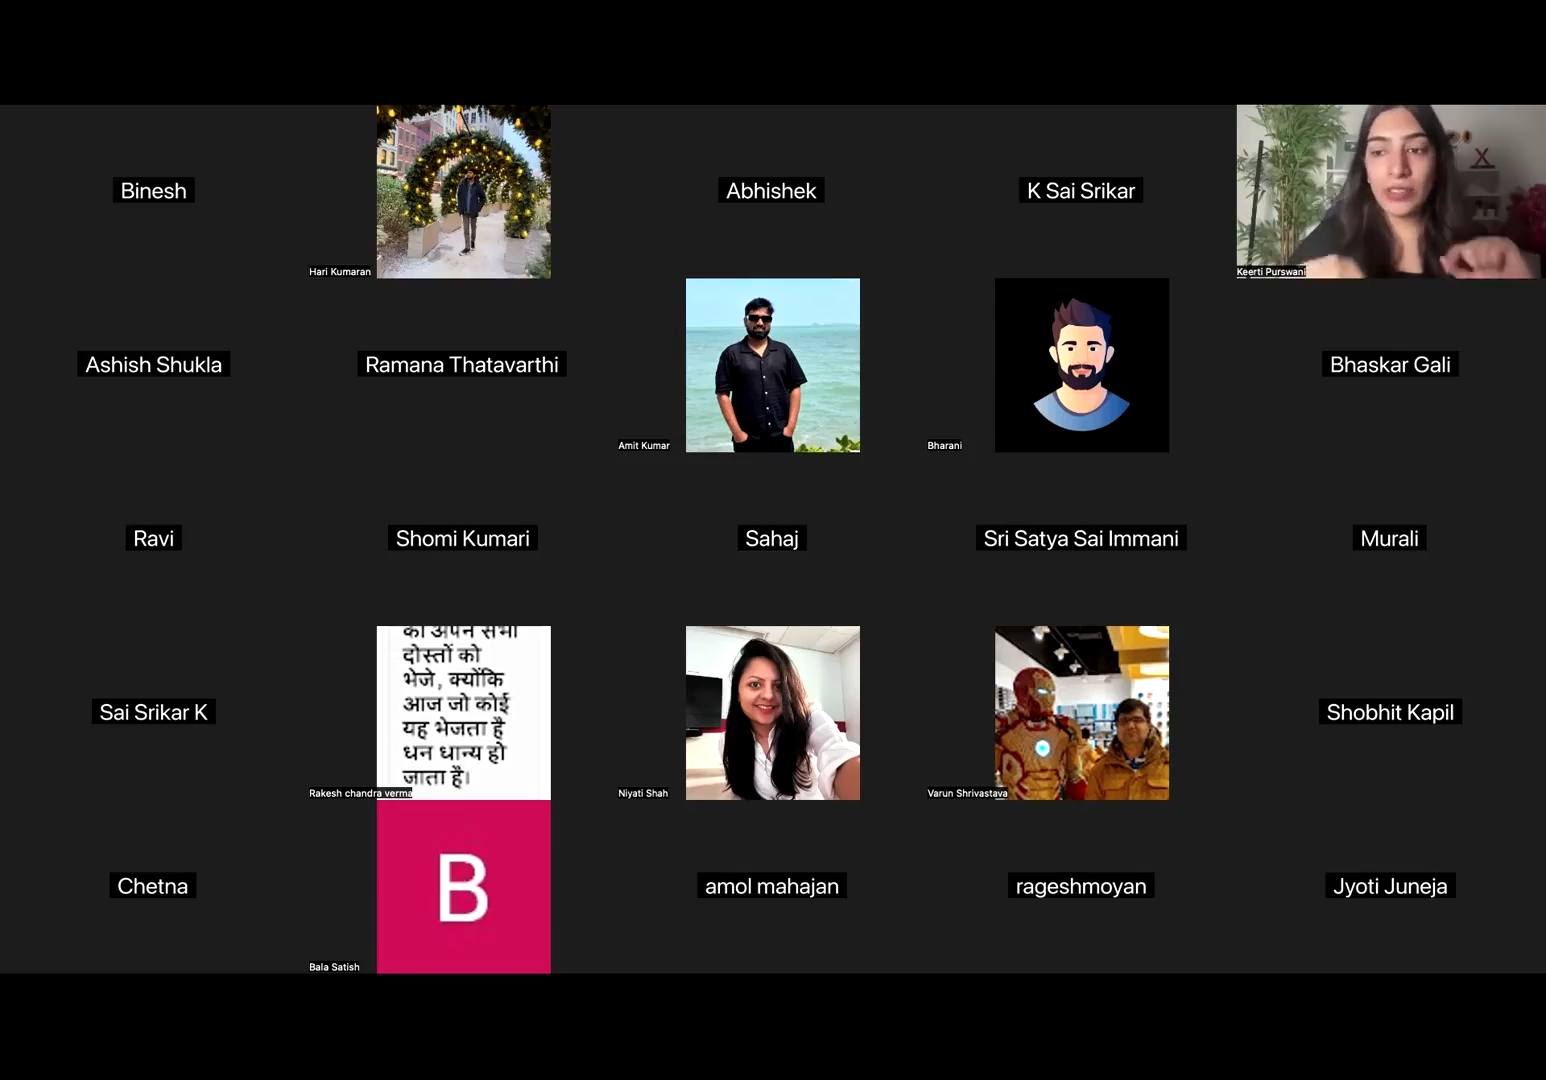 Binesh
Hari Kumaran
Abhishek
K Sai Srikar
Keerti Purswani
Ashish Shukla
Ramana Thatavarthi
Amit Kumar
Bharani
Bhaskar Gali
Ravi
Shomi Kumari
Sahaj
Sri Satya Sai Immani
Murali
Sai Srikar K
को अपने सभी
दोस्तों को
भेजे, क्योंकि
आज जो कोई
यह भेजता है
धन धान्य हो
जाता है।
Rakesh chandra verma
Niyati Shah
Varun Shrivastava
Shobhit Kapil
Chetna
B
Bala Satish
amol mahajan
rageshmoyan
Jyoti Juneja